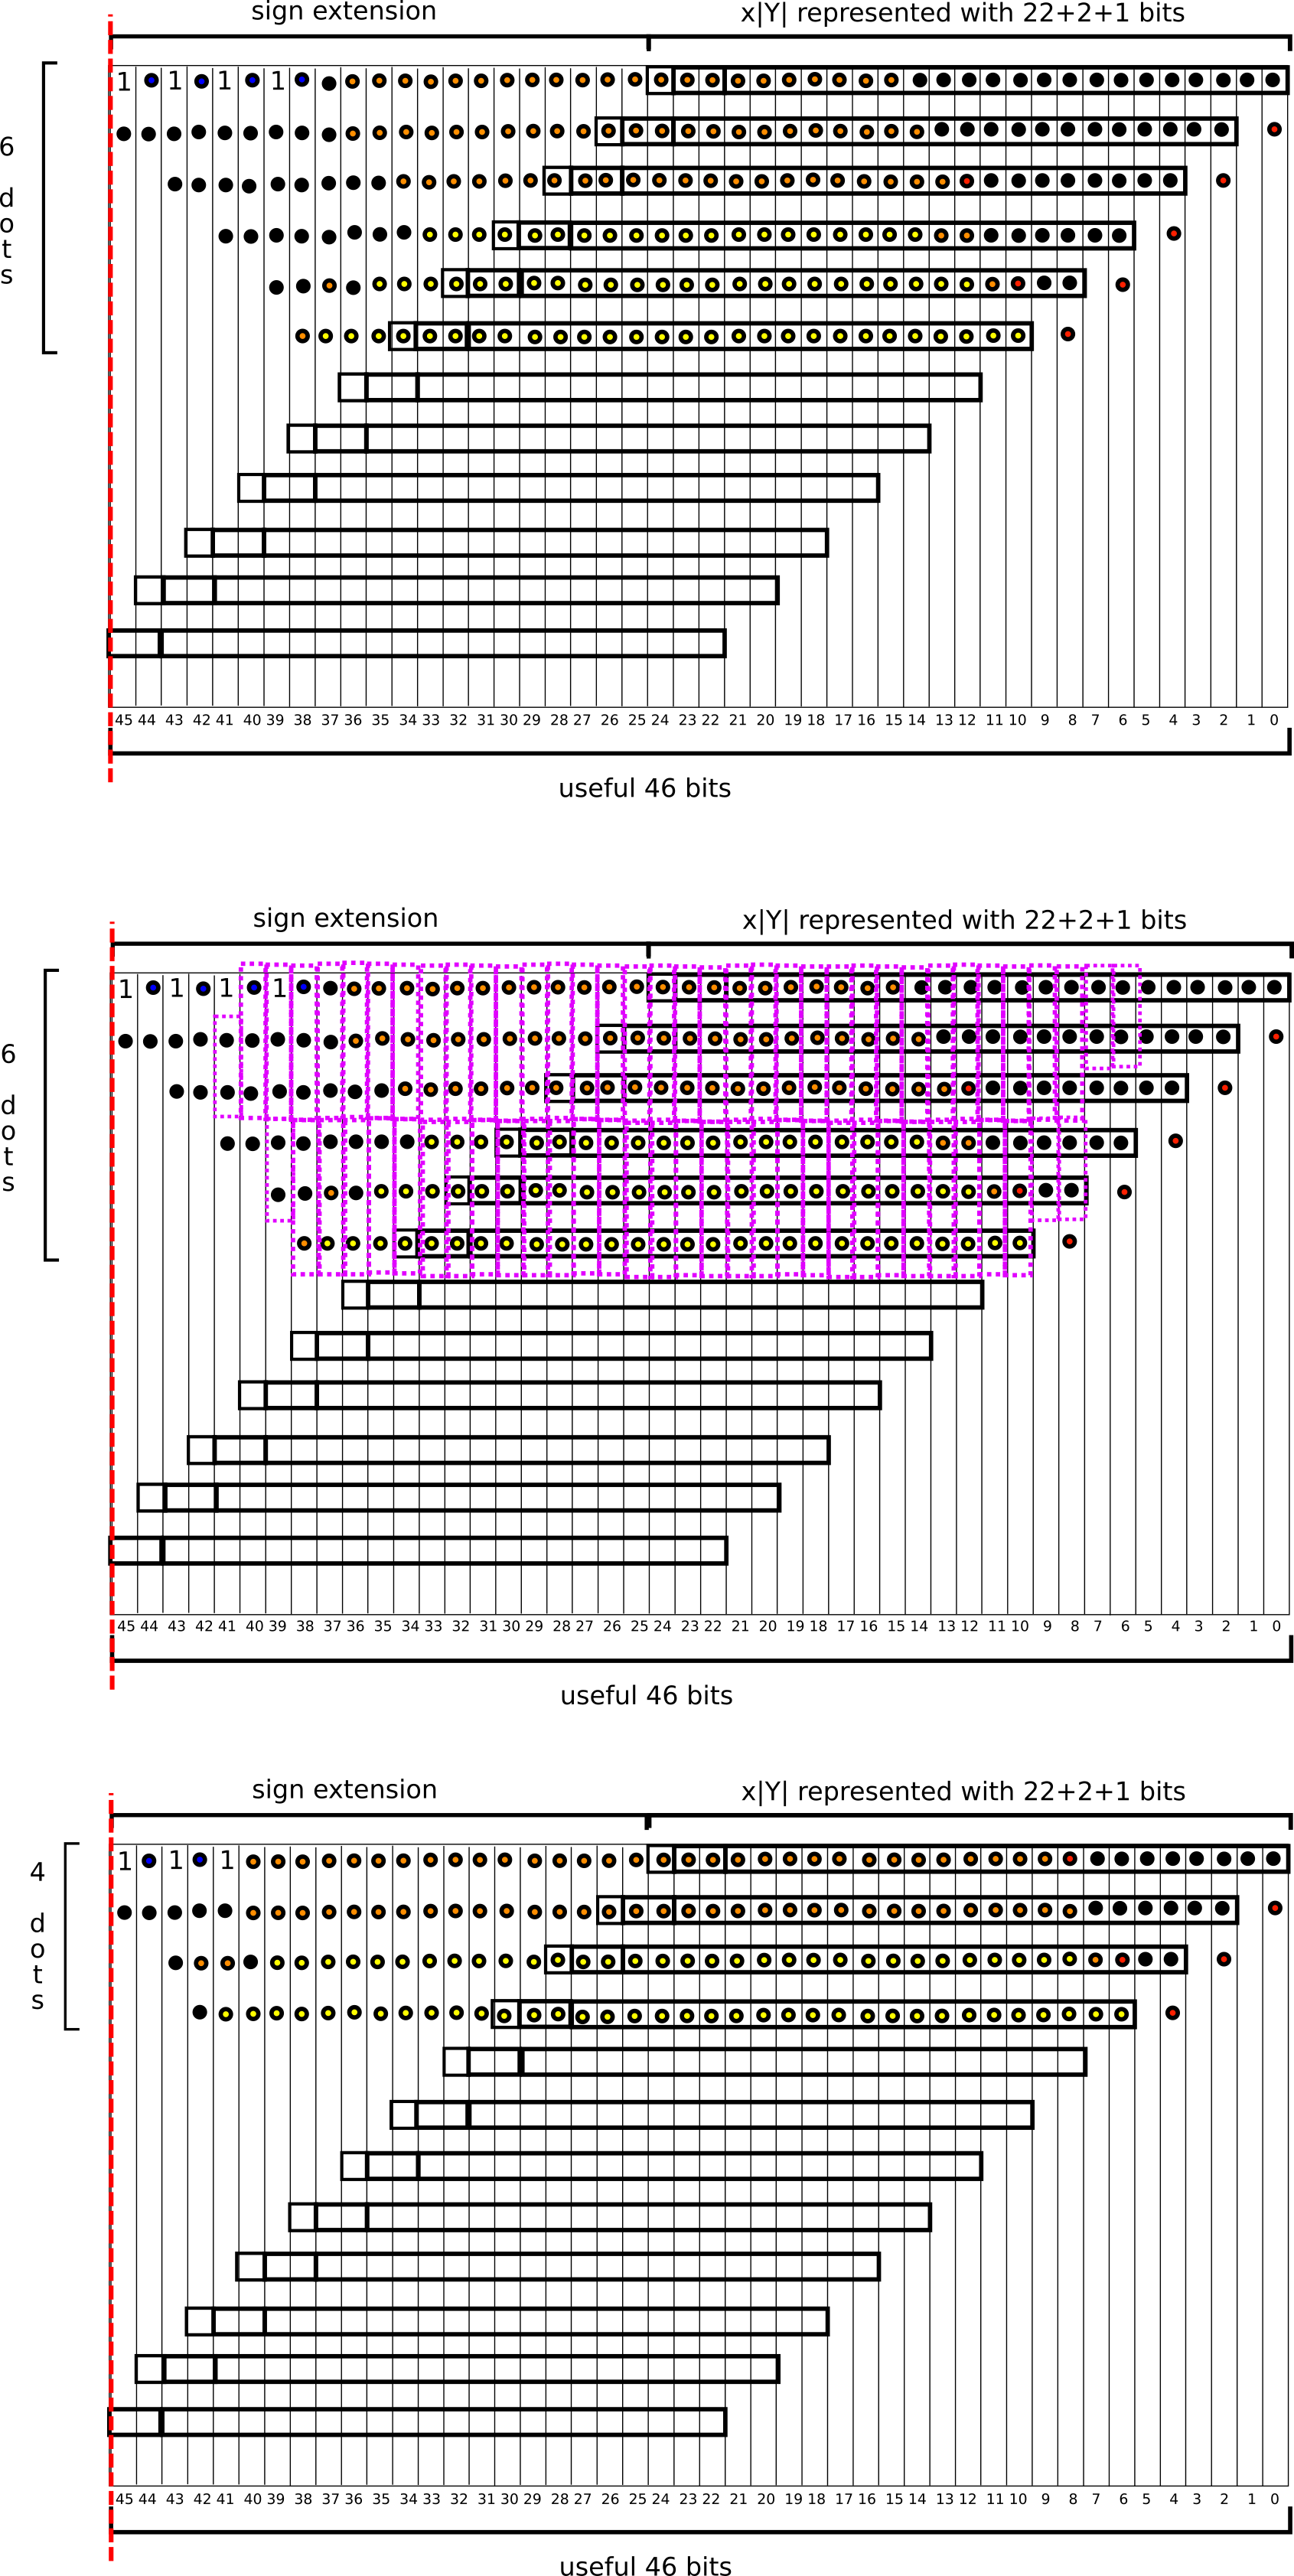 sign extension x|Y| represented with 22+2+1 bits
1 1 1 1
6
dots
45 44 43 42 41 40 39 38 37 36 35 34 33 32 31 30 29 28 27 26 25 24 23 22 21 20 19 18 17 16 15 14 13 12 11 10 9 8 7 6 5 4 3 2 1 0
useful 46 bits
sign extension x|Y| represented with 22+2+1 bits
1 1 1 1
6
dots
45 44 43 42 41 40 39 38 37 36 35 34 33 32 31 30 29 28 27 26 25 24 23 22 21 20 19 18 17 16 15 14 13 12 11 10 9 8 7 6 5 4 3 2 1 0
useful 46 bits
sign extension x|Y| represented with 22+2+1 bits
1 1 1
4
dots
45 44 43 42 41 40 39 38 37 36 35 34 33 32 31 30 29 28 27 26 25 24 23 22 21 20 19 18 17 16 15 14 13 12 11 10 9 8 7 6 5 4 3 2 1 0
useful 46 bits